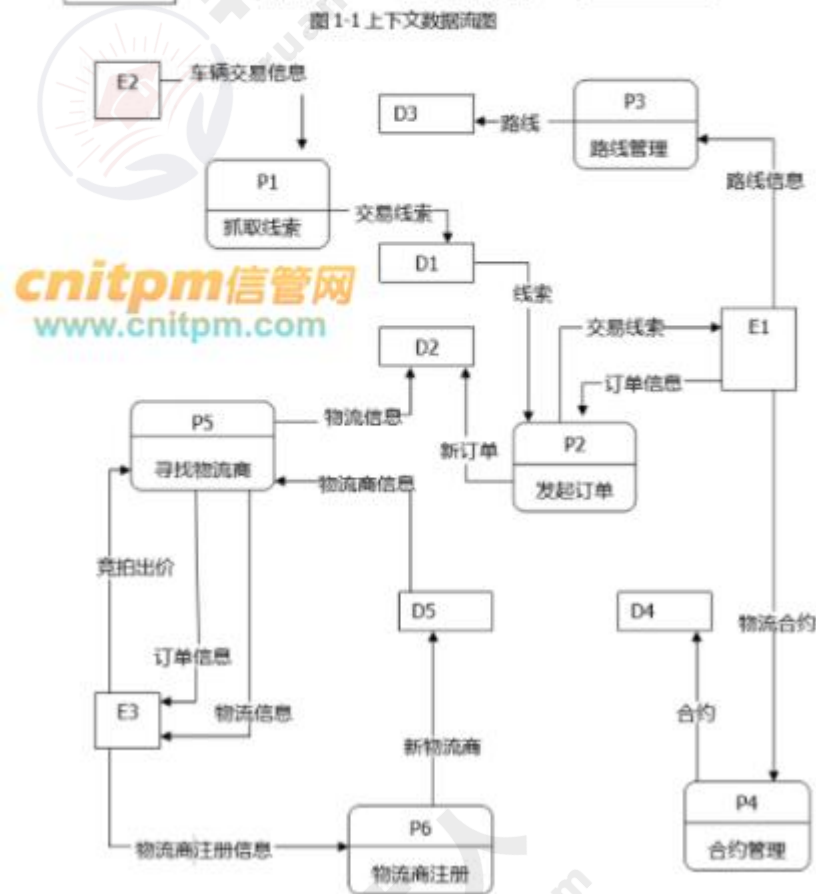 图 1-1 上下文数据流图
E2
车辆交易信息
D3
路线
P3
路线管理
路线信息
P1
抓取线索
交易线索
D1
线索
cnitpm信管网
www.cnitpm.com
D2
交易线索
E1
订单信息
P5
寻找物流商
物流信息
新订单
P2
发起订单
物流商信息
竞拍出价
D5
D4
物流合约
订单信息
E3
物流信息
合约
新物流商
P4
合约管理
物流商注册信息
P6
物流商注册